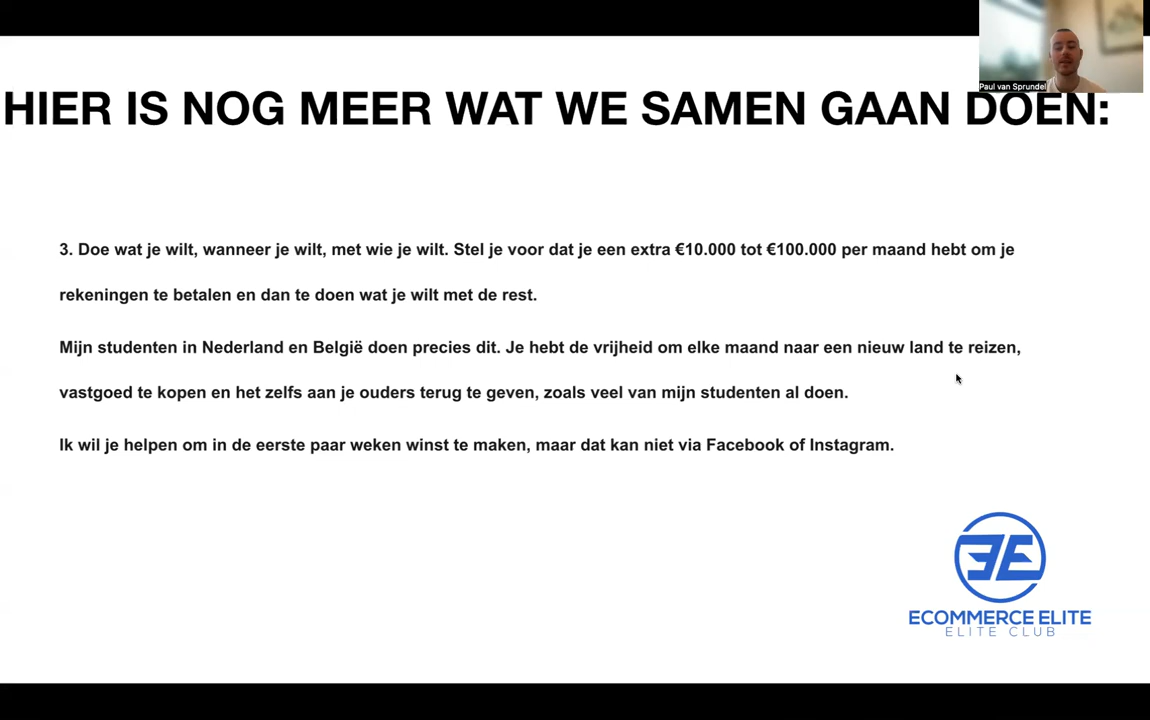 Paul van Sprundel
HIER IS NOG MEER WAT WE SAMEN GAAN DOEN:
3. Doe wat je wilt, wanneer je wilt, met wie je wilt. Stel je voor dat je een extra €10.000 tot €100.000 per maand hebt om je
rekeningen te betalen en dan te doen wat je wilt met de rest.
Mijn studenten in Nederland en België doen precies dit. Je hebt de vrijheid om elke maand naar een nieuw land te reizen,
vastgoed te kopen en het zelfs aan je ouders terug te geven, zoals veel van mijn studenten al doen.
Ik wil je helpen om in de eerste paar weken winst te maken, maar dat kan niet via Facebook of Instagram.
EE
ECOMMERCE ELITE
ELITE CLUB